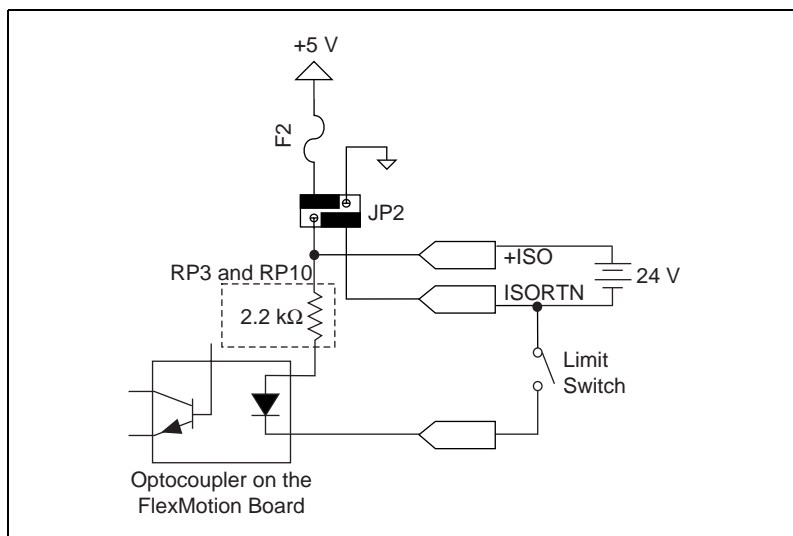 +5 V
F2
JP2
RP3 and RP10
+ISO
24 V
ISORTN
2.2 kΩ
Limit
Switch
Optocoupler on the
FlexMotion Board